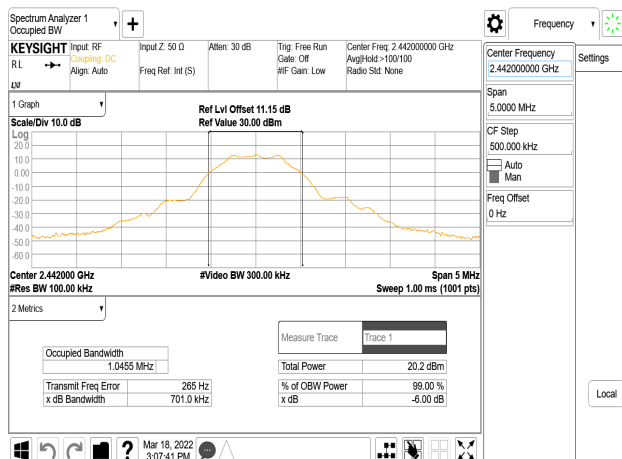 Spectrum Analyzer 1
Occupied BW
Frequency
KEYSIGHT
Input: RF
Coupling: DC
Align: Auto
Input Z: 50 Ω
Freq Ref: Int (S)
Atten: 30 dB
Trig: Free Run
Gate: Off
#IF Gain: Low
Center Freq: 2.442000000 GHz
Avg|Hold:>100/100
Radio Std: None
RL
LXI
Center Frequency
2.442000000 GHz
Settings
Span
5.0000 MHz
CF Step
500.000 kHz
Auto
Man
Freq Offset
0 Hz
Local
1 Graph
Ref Lvl Offset 11.15 dB
Scale/Div 10.0 dB
Ref Value 30.00 dBm
Log
20.0
10.0
0.00
-10.0
-20.0
-30.0
-40.0
-50.0
-60.0
Center 2.442000 GHz
#Video BW 300.00 kHz
Span 5 MHz
#Res BW 100.00 kHz
Sweep 1.00 ms (1001 pts)
2 Metrics
Measure Trace
Trace 1
Occupied Bandwidth
1.0455 MHz
Total Power
20.2 dBm
Transmit Freq Error
265 Hz
% of OBW Power
99.00 %
x dB Bandwidth
701.0 kHz
x dB
-6.00 dB
Mar 18, 2022
3:07:41 PM